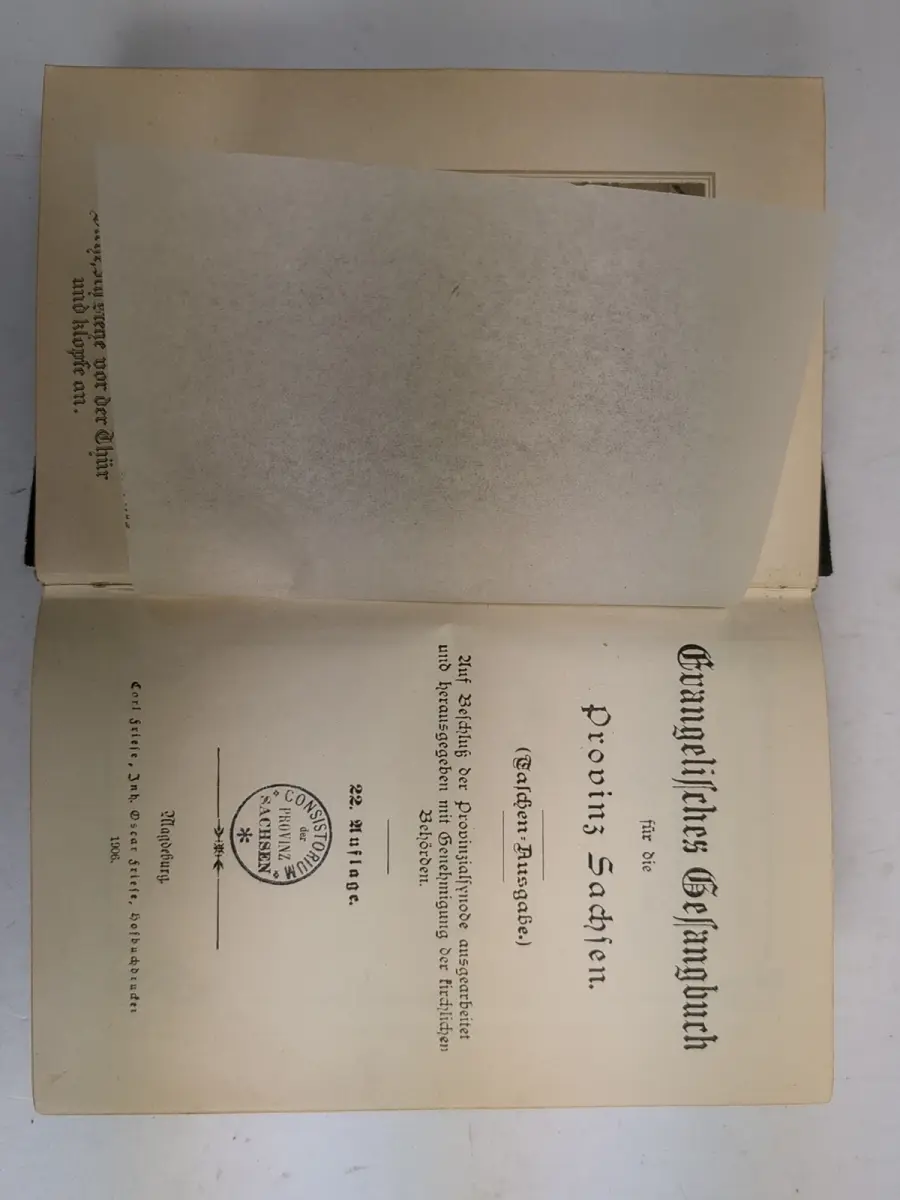 stehe vor der Thür
und klopfe an.
Evangelisches Gesangbuch
für die
Provinz Sachsen.
(Taschen-Ausgabe.)
Auf Beschluß der Provinzialsynode ausgearbeitet
und herausgegeben mit Genehmigung der kirchlichen
Behörden.
22. Auflage.
CONSISTORIUM
der
PROVINZ
SACHSEN
Magdeburg.
Carl Friese, Inh. Oscar Friese, Hofbuchdrucker
1906.